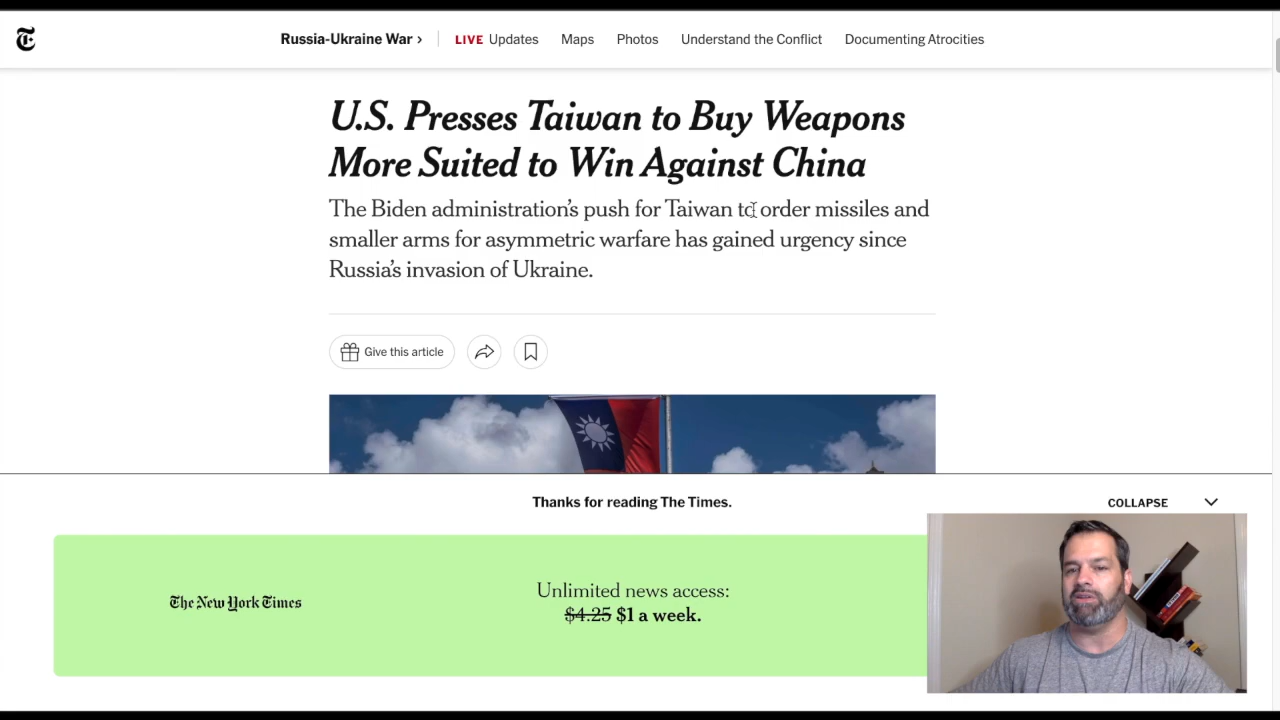 Russia-Ukraine War › LIVE Updates Maps Photos Understand the Conflict Documenting Atrocities
U.S. Presses Taiwan to Buy Weapons
More Suited to Win Against China
The Biden administration's push for Taiwan to order missiles and
smaller arms for asymmetric warfare has gained urgency since
Russia's invasion of Ukraine.
Give this article
Thanks for reading The Times.
COLLAPSE
The New York Times
Unlimited news access:
$4.25 $1 a week.